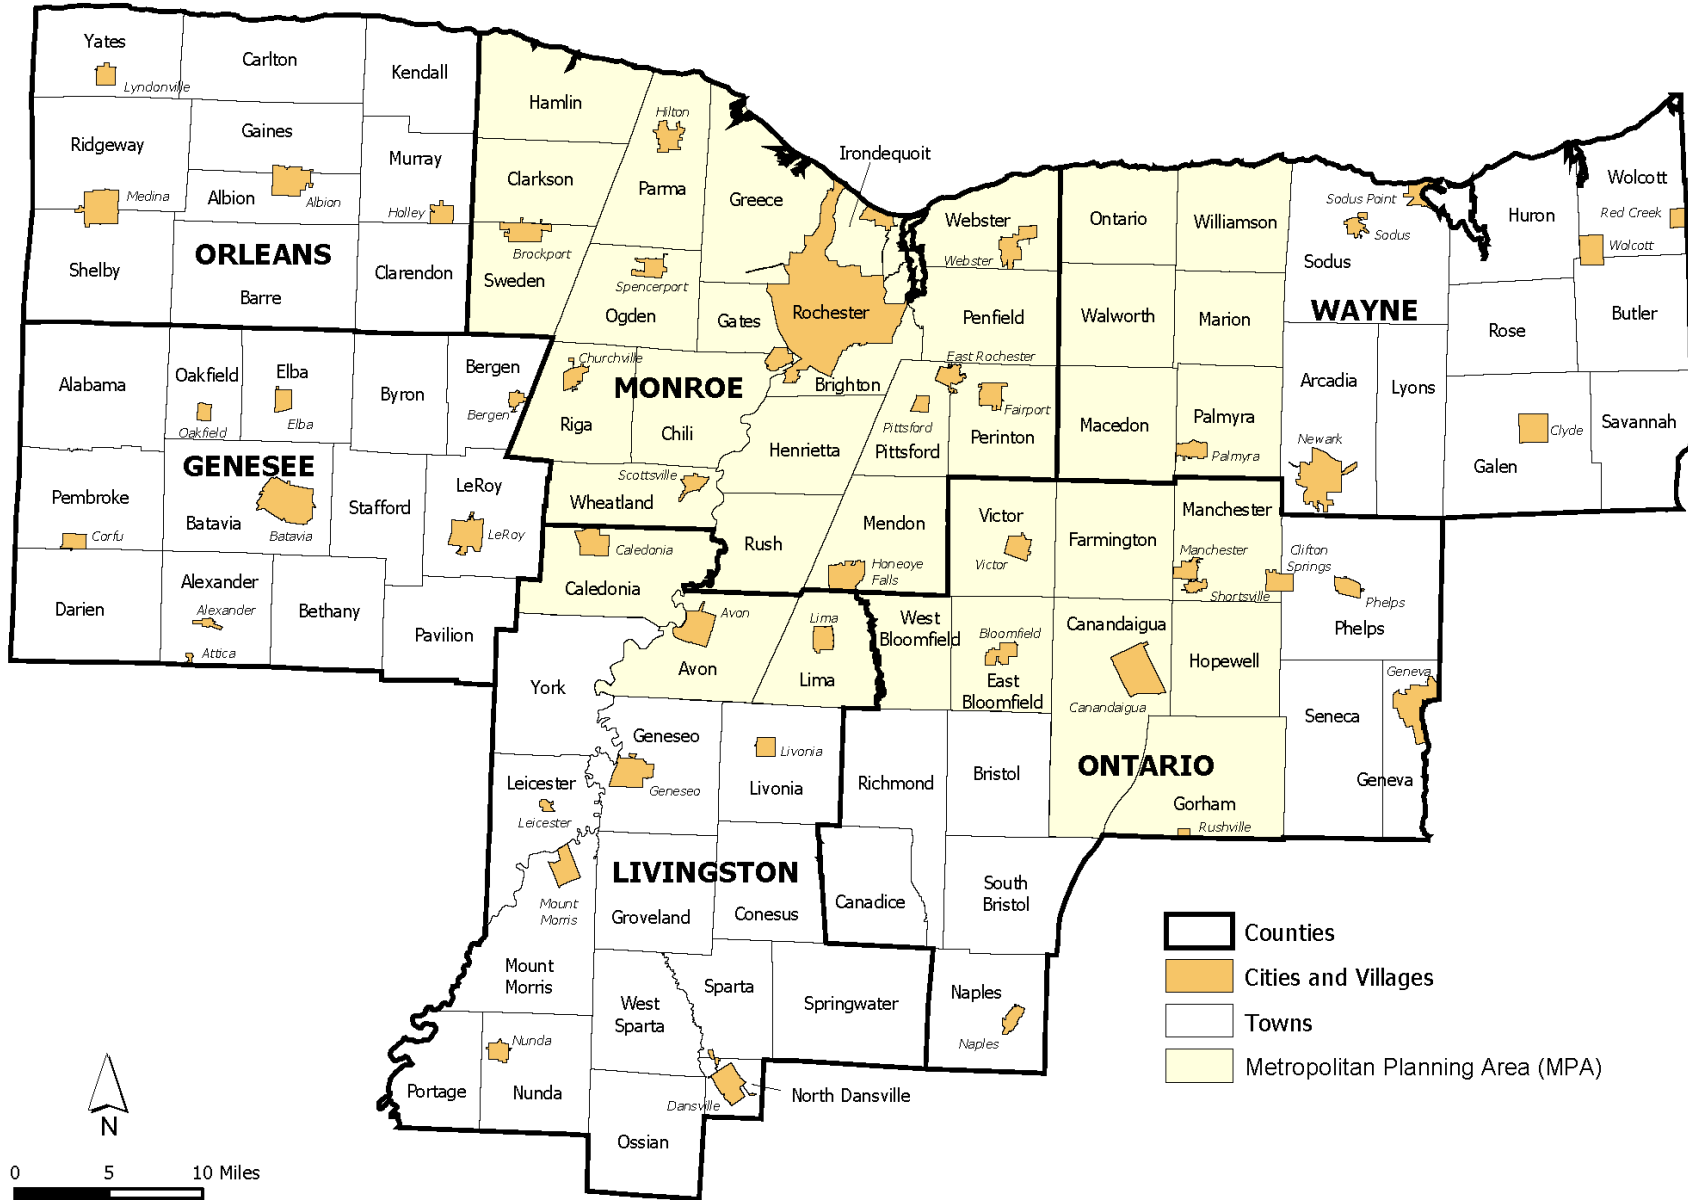 Yates
Lyndonville
Carlton
Kendall
Ridgeway
Medina
Gaines
Albion
Albion
Murray
Holley
Shelby
ORLEANS
Barre
Clarendon
Hamlin
Clarkson
Brockport
Sweden
Hilton
Parma
Spencerport
Ogden
Greece
Gates
Irondequoit
Rochester
Webster
Webster
Penfield
East Rochester
Brighton
Churchville
MONROE
Riga
Chili
Henrietta
Pittsford
Pittsford
Fairport
Perinton
Scottsville
Wheatland
Rush
Mendon
Honeoye
Falls
Ontario
Williamson
Walworth
Marion
Macedon
Palmyra
Palmyra
Sodus Point
Sodus
Sodus
WAYNE
Huron
Wolcott
Red Creek
Wolcott
Rose
Butler
Arcadia
Lyons
Newark
Galen
Clyde
Savannah
Alabama
Oakfield
Oakfield
Elba
Elba
Byron
Bergen
Bergen
GENESEE
Pembroke
Corfu
Batavia
Batavia
Stafford
LeRoy
LeRoy
Darien
Alexander
Alexander
Attica
Bethany
Pavilion
Caledonia
Caledonia
Avon
Avon
Lima
Lima
York
Geneseo
Geneseo
Livonia
Livonia
Leicester
Leicester
LIVINGSTON
Mount
Morris
Groveland
Conesus
Mount
Morris
West
Sparta
Sparta
Springwater
Portage
Nunda
Nunda
Ossian
Dansville
North Dansville
Victor
Victor
Farmington
Manchester
Manchester
Shortsville
Clifton
Springs
Phelps
Phelps
West
Bloomfield
Bloomfield
East
Bloomfield
Canandaigua
Canandaigua
Hopewell
Seneca
Geneva
Geneva
ONTARIO
Gorham
Rushville
Richmond
Bristol
Canadice
South
Bristol
Naples
Naples
Counties
Cities and Villages
Towns
Metropolitan Planning Area (MPA)
N
0 5 10 Miles